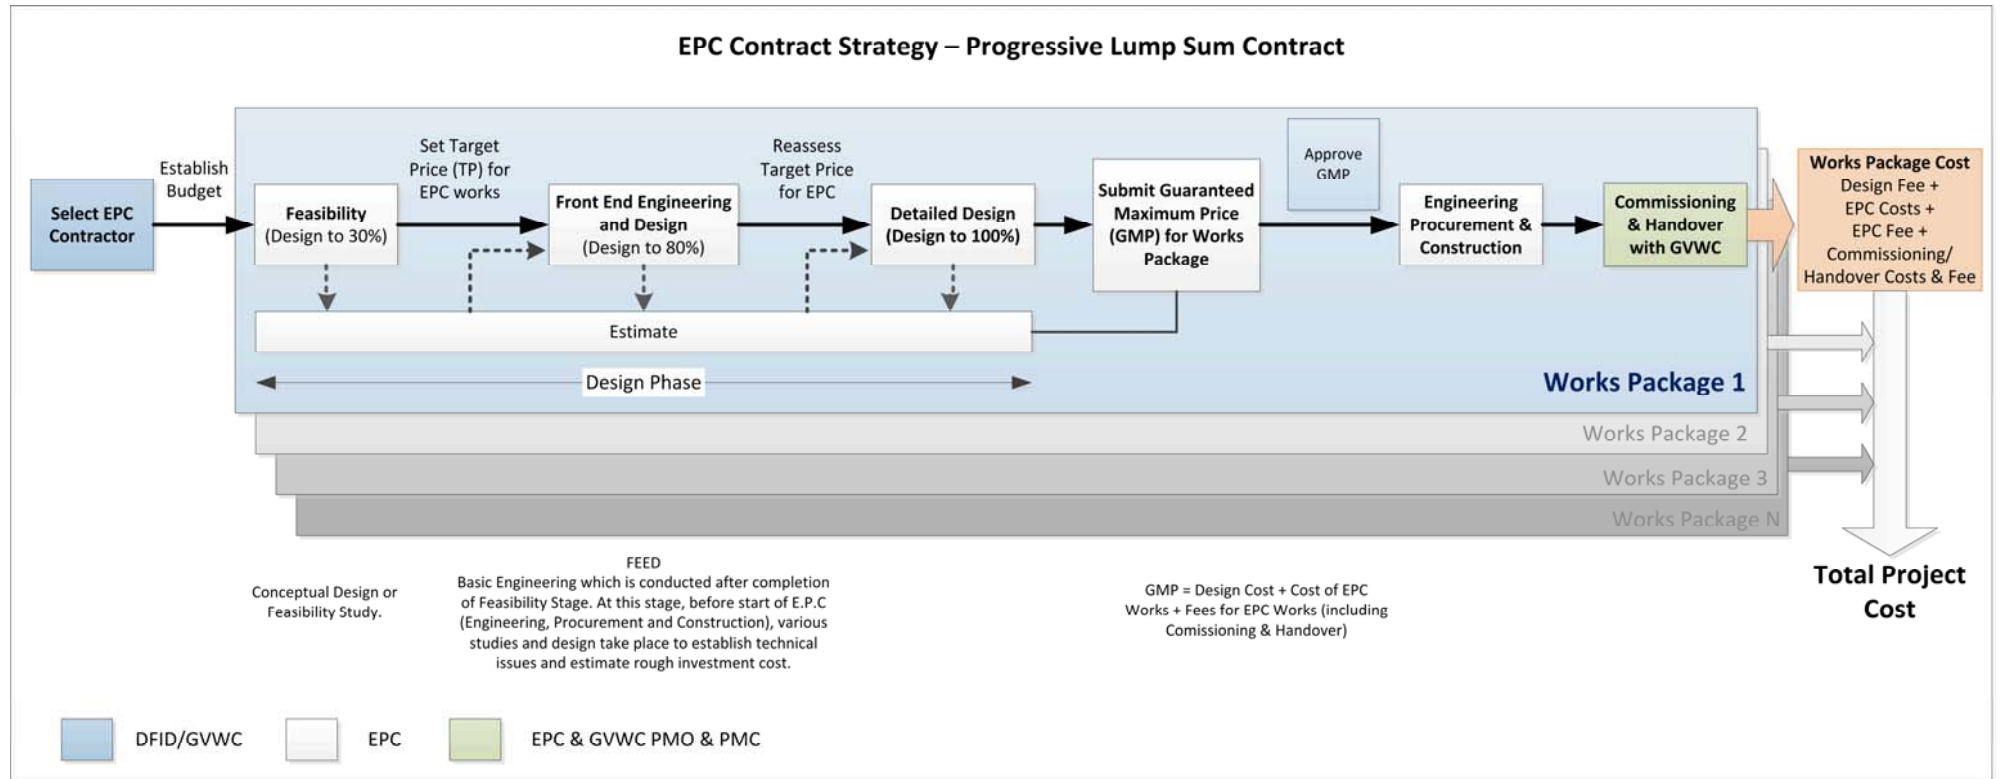 EPC Contract Strategy – Progressive Lump Sum Contract
Select EPC
Contractor
Establish
Budget
Feasibility
(Design to 30%)
Set Target
Price (TP) for
EPC works
Front End Engineering
and Design
(Design to 80%)
Reassess
Target Price
for EPC
Detailed Design
(Design to 100%)
Submit Guaranteed
Maximum Price
(GMP) for Works
Package
Approve
GMP
Engineering
Procurement &
Construction
Commissioning
& Handover
with GVWC
Works Package Cost
Design Fee +
EPC Costs +
EPC Fee +
Commissioning/
Handover Costs & Fee
Estimate
Design Phase
Works Package 1
Works Package 2
Works Package 3
Works Package N
Total Project
Cost
Conceptual Design or
Feasibility Study.
FEED
Basic Engineering which is conducted after completion
of Feasibility Stage. At this stage, before start of E.P.C
(Engineering, Procurement and Construction), various
studies and design take place to establish technical
issues and estimate rough investment cost.
GMP = Design Cost + Cost of EPC
Works + Fees for EPC Works (including
Comissioning & Handover)
DFID/GVWC
EPC
EPC & GVWC PMO & PMC